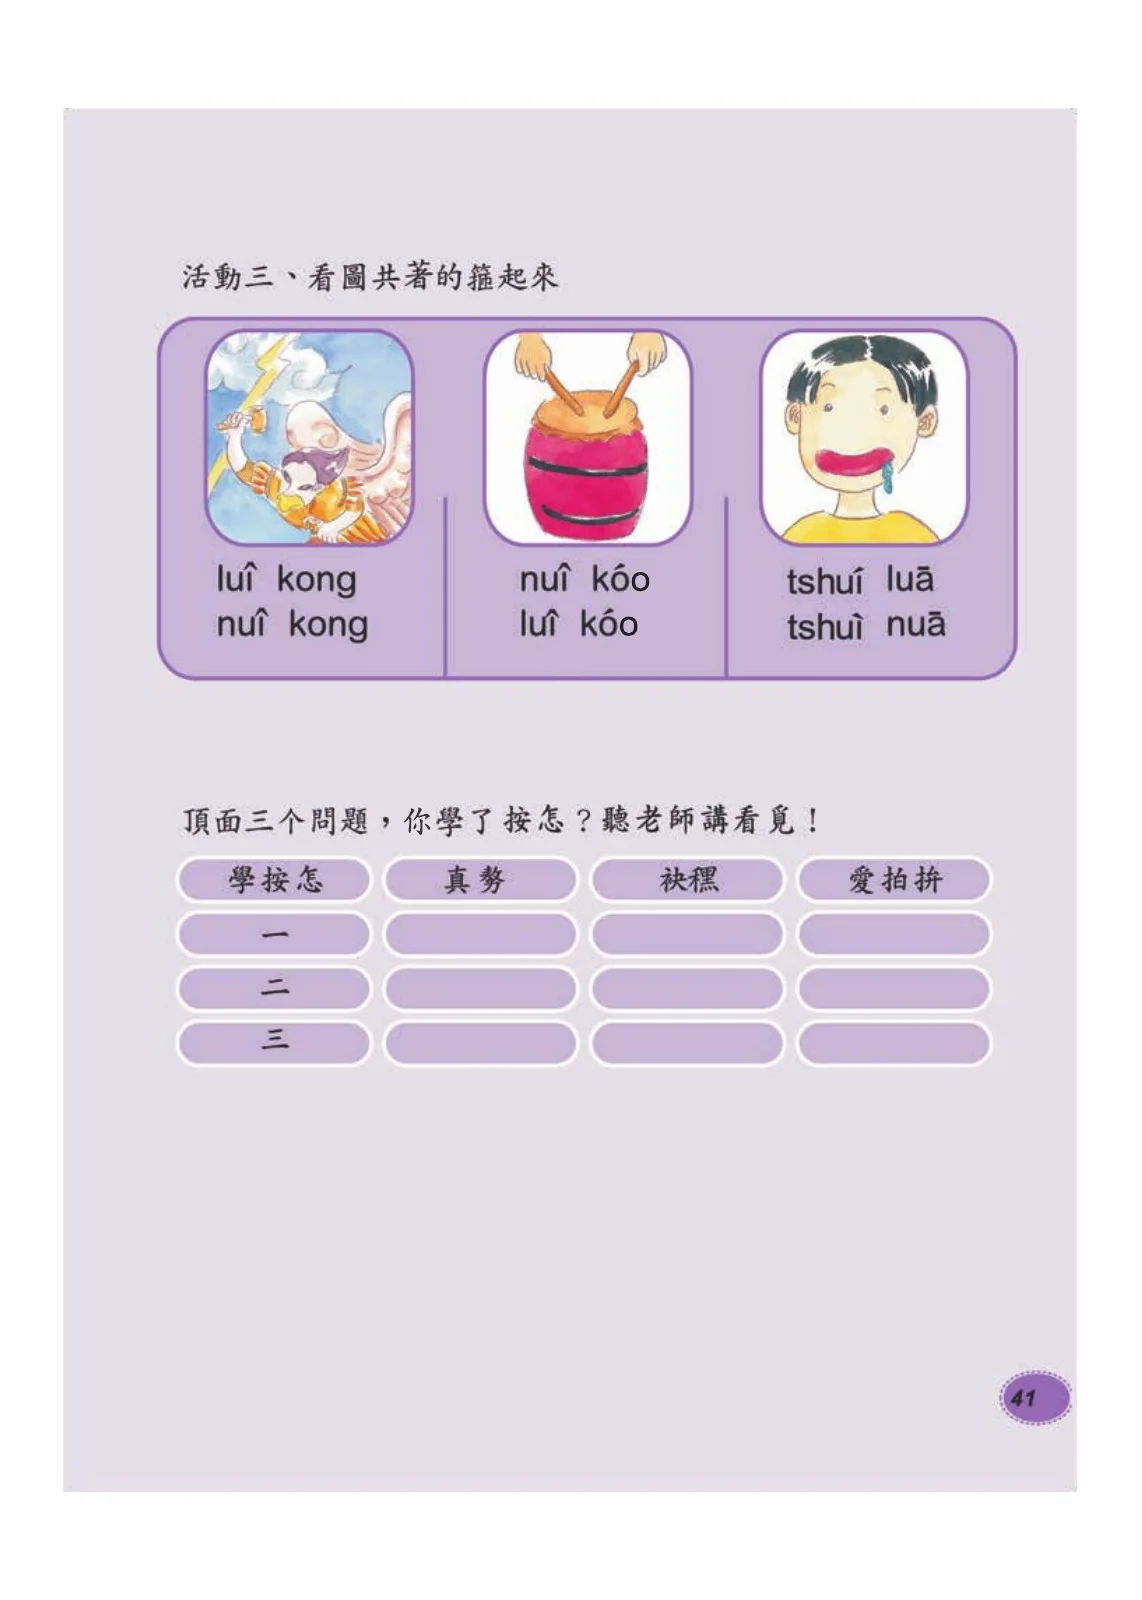 活動三、看圖共著的箍起來
luî kong
nuî kong
nuî kóo
luî kóo
tshuí luā
tshuì nuā
頂面三个問題，你學了按怎？聽老師講看覓！
學按怎 真勢 袂䆀 愛拍拚
一
二
三
41